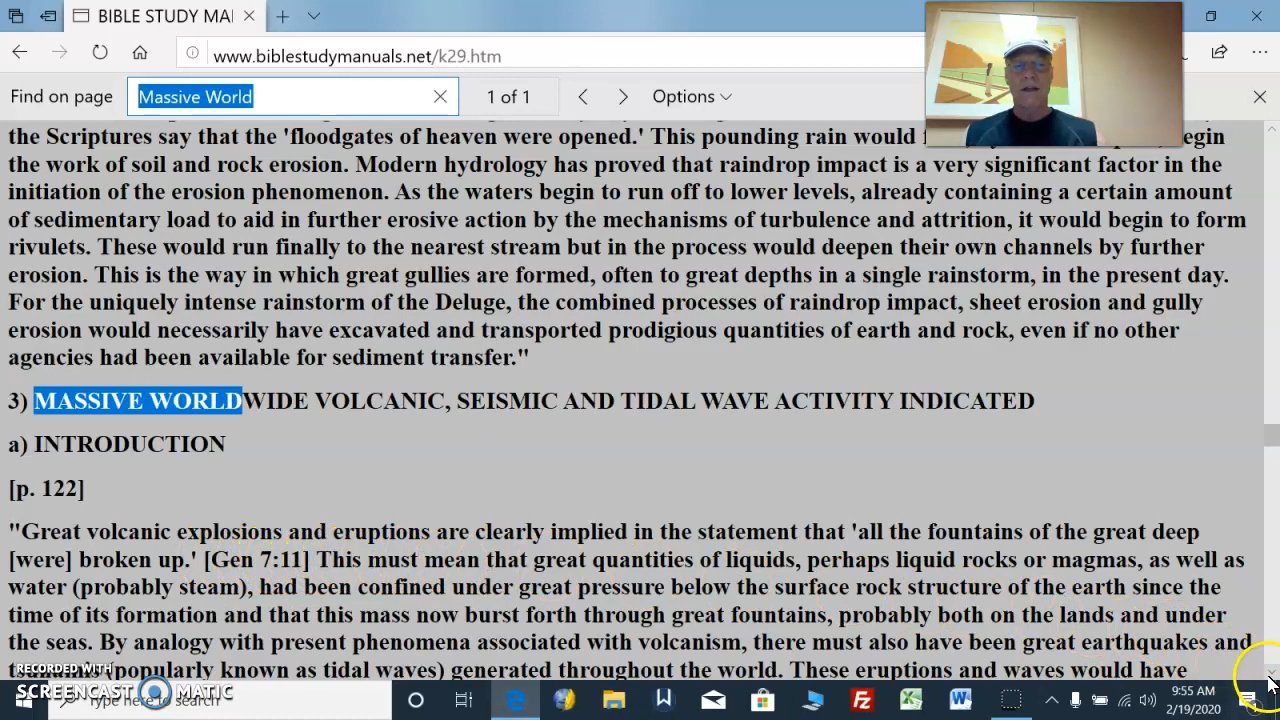 BIBLE STUDY MA
www.biblestudymanuals.net/k29.htm
Find on page
Massive World
1 of 1
Options
the Scriptures say that the 'floodgates of heaven were opened.' This pounding rain would
the work of soil and rock erosion. Modern hydrology has proved that raindrop impact is a very significant factor in the
initiation of the erosion phenomenon. As the waters begin to run off to lower levels, already containing a certain amount
of sedimentary load to aid in further erosive action by the mechanisms of turbulence and attrition, it would begin to form
rivulets. These would run finally to the nearest stream but in the process would deepen their own channels by further
erosion. This is the way in which great gullies are formed, often to great depths in a single rainstorm, in the present day.
For the uniquely intense rainstorm of the Deluge, the combined processes of raindrop impact, sheet erosion and gully
erosion would necessarily have excavated and transported prodigious quantities of earth and rock, even if no other
agencies had been available for sediment transfer."
3) MASSIVE WORLDWIDE VOLCANIC, SEISMIC AND TIDAL WAVE ACTIVITY INDICATED
a) INTRODUCTION
[p. 122]
"Great volcanic explosions and eruptions are clearly implied in the statement that 'all the fountains of the great deep
[were] broken up.' [Gen 7:11] This must mean that great quantities of liquids, perhaps liquid rocks or magmas, as well as
water (probably steam), had been confined under great pressure below the surface rock structure of the earth since the
time of its formation and that this mass now burst forth through great fountains, probably both on the lands and under
the seas. By analogy with present phenomena associated with volcanism, there must also have been great earthquakes and
(popularly known as tidal waves) generated throughout the world. These eruptions and waves would have
RECORDED WITH
SCREENCAST MATIC
Type here to search
9:55 AM
2/19/2020